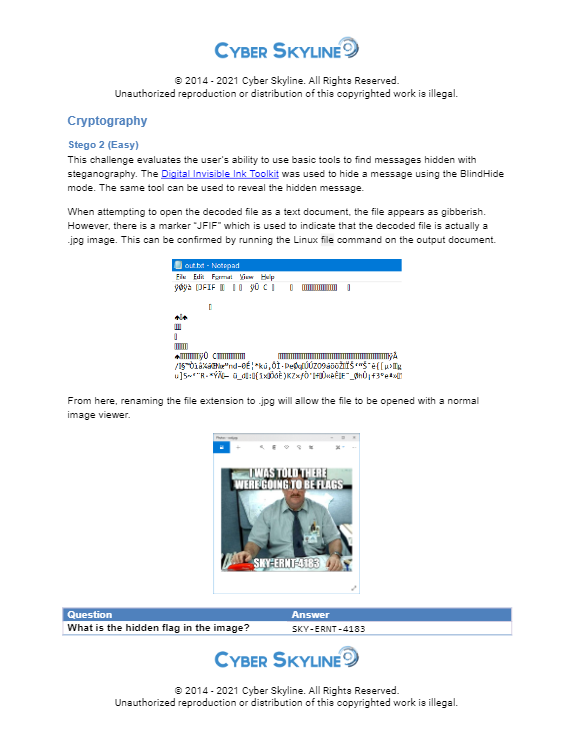 CYBER SKYLINE
© 2014 - 2021 Cyber Skyline. All Rights Reserved.
Unauthorized reproduction or distribution of this copyrighted work is illegal.
Cryptography
Stego 2 (Easy)
This challenge evaluates the user's ability to use basic tools to find messages hidden with
steganography. The Digital Invisible Ink Toolkit was used to hide a message using the BlindHide
mode. The same tool can be used to reveal the hidden message.
When attempting to open the decoded file as a text document, the file appears as gibberish.
However, there is a marker “JFIF” which is used to indicate that the decoded file is actually a
.jpg image. This can be confirmed by running the Linux file command on the output document.
out.txt - Notepad
File Edit Format View Help
JFIF
From here, renaming the file extension to .jpg will allow the file to be opened with a normal
image viewer.
I WAS TOLD THERE
WERE GOING TO BE FLAGS
SKY-ERNT-4183
Question Answer
What is the hidden flag in the image? SKY-ERNT-4183
CYBER SKYLINE
© 2014 - 2021 Cyber Skyline. All Rights Reserved.
Unauthorized reproduction or distribution of this copyrighted work is illegal.